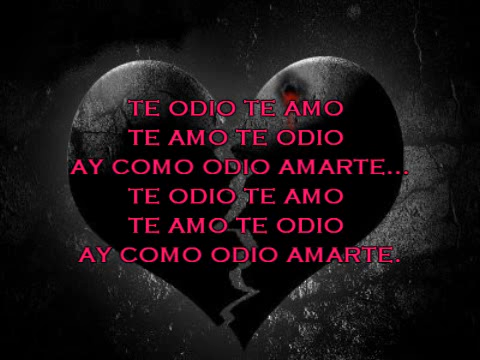 TE ODIO TE AMO
TE AMO TE ODIO
AY COMO ODIO AMARTE...
TE ODIO TE AMO
TE AMO TE ODIO
AY COMO ODIO AMARTE.